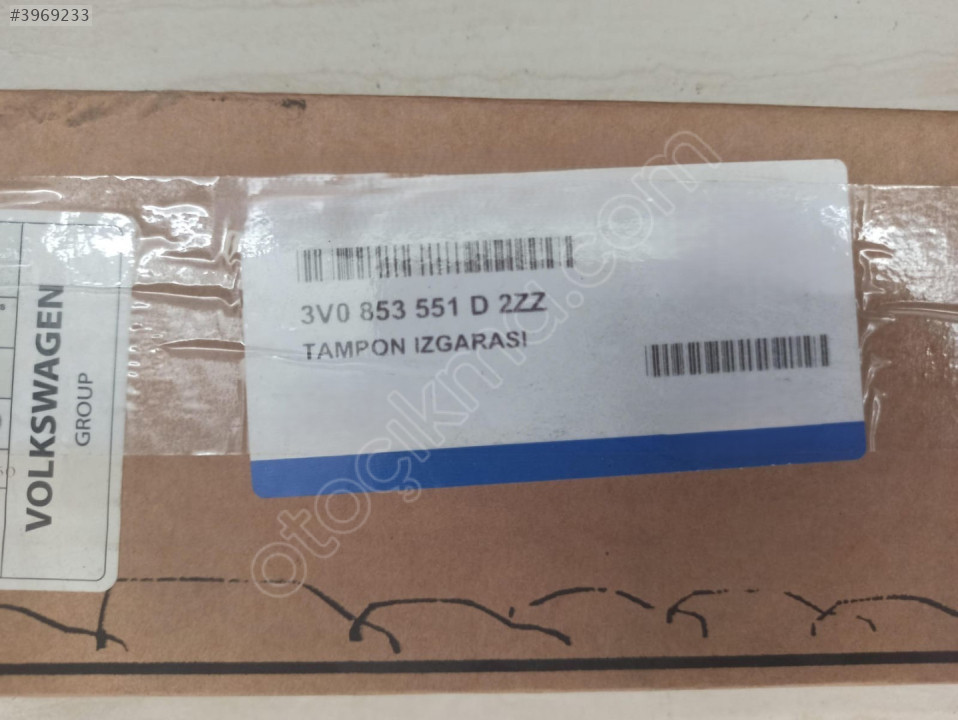 #3969233
3V0 853 551 D 2ZZ
TAMPON IZGARASI
VOLKSWAGEN
GROUP
otoçıkma.com